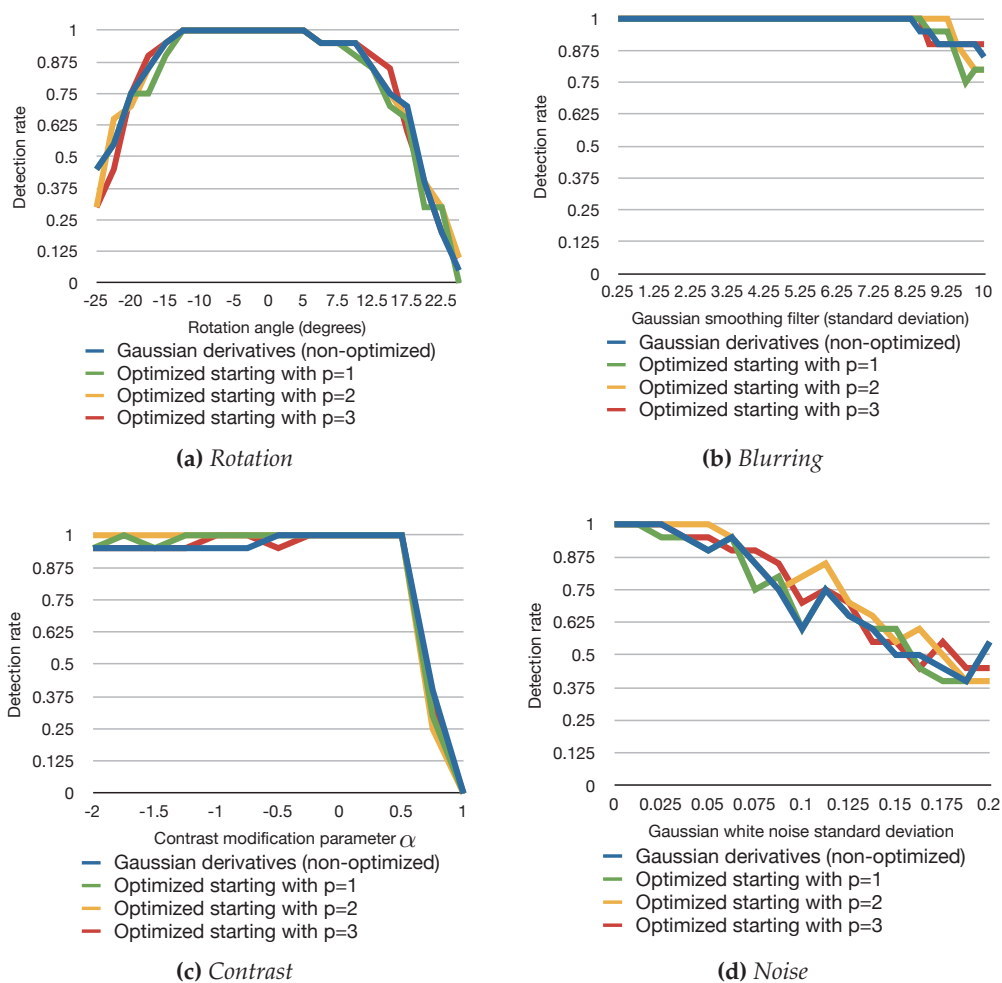 1
0.875
0.75
0.625
0.5
0.375
0.25
0.125
0
Detection rate
-25 -20 -15 -10 -5 0 5 7.5 12.5 17.5 22.5
Rotation angle (degrees)
Gaussian derivatives (non-optimized)
Optimized starting with p=1
Optimized starting with p=2
Optimized starting with p=3
(a) Rotation
1
0.875
0.75
0.625
0.5
0.375
0.25
0.125
0
Detection rate
0.25 1.25 2.25 3.25 4.25 5.25 6.25 7.25 8.25 9.25 10
Gaussian smoothing filter (standard deviation)
Gaussian derivatives (non-optimized)
Optimized starting with p=1
Optimized starting with p=2
Optimized starting with p=3
(b) Blurring
1
0.875
0.75
0.625
0.5
0.375
0.25
0.125
0
Detection rate
-2 -1.5 -1 -0.5 0 0.5 1
Contrast modification parameter α
Gaussian derivatives (non-optimized)
Optimized starting with p=1
Optimized starting with p=2
Optimized starting with p=3
(c) Contrast
1
0.875
0.75
0.625
0.5
0.375
0.25
0.125
0
Detection rate
0 0.025 0.05 0.075 0.1 0.125 0.15 0.175 0.2
Gaussian white noise standard deviation
Gaussian derivatives (non-optimized)
Optimized starting with p=1
Optimized starting with p=2
Optimized starting with p=3
(d) Noise